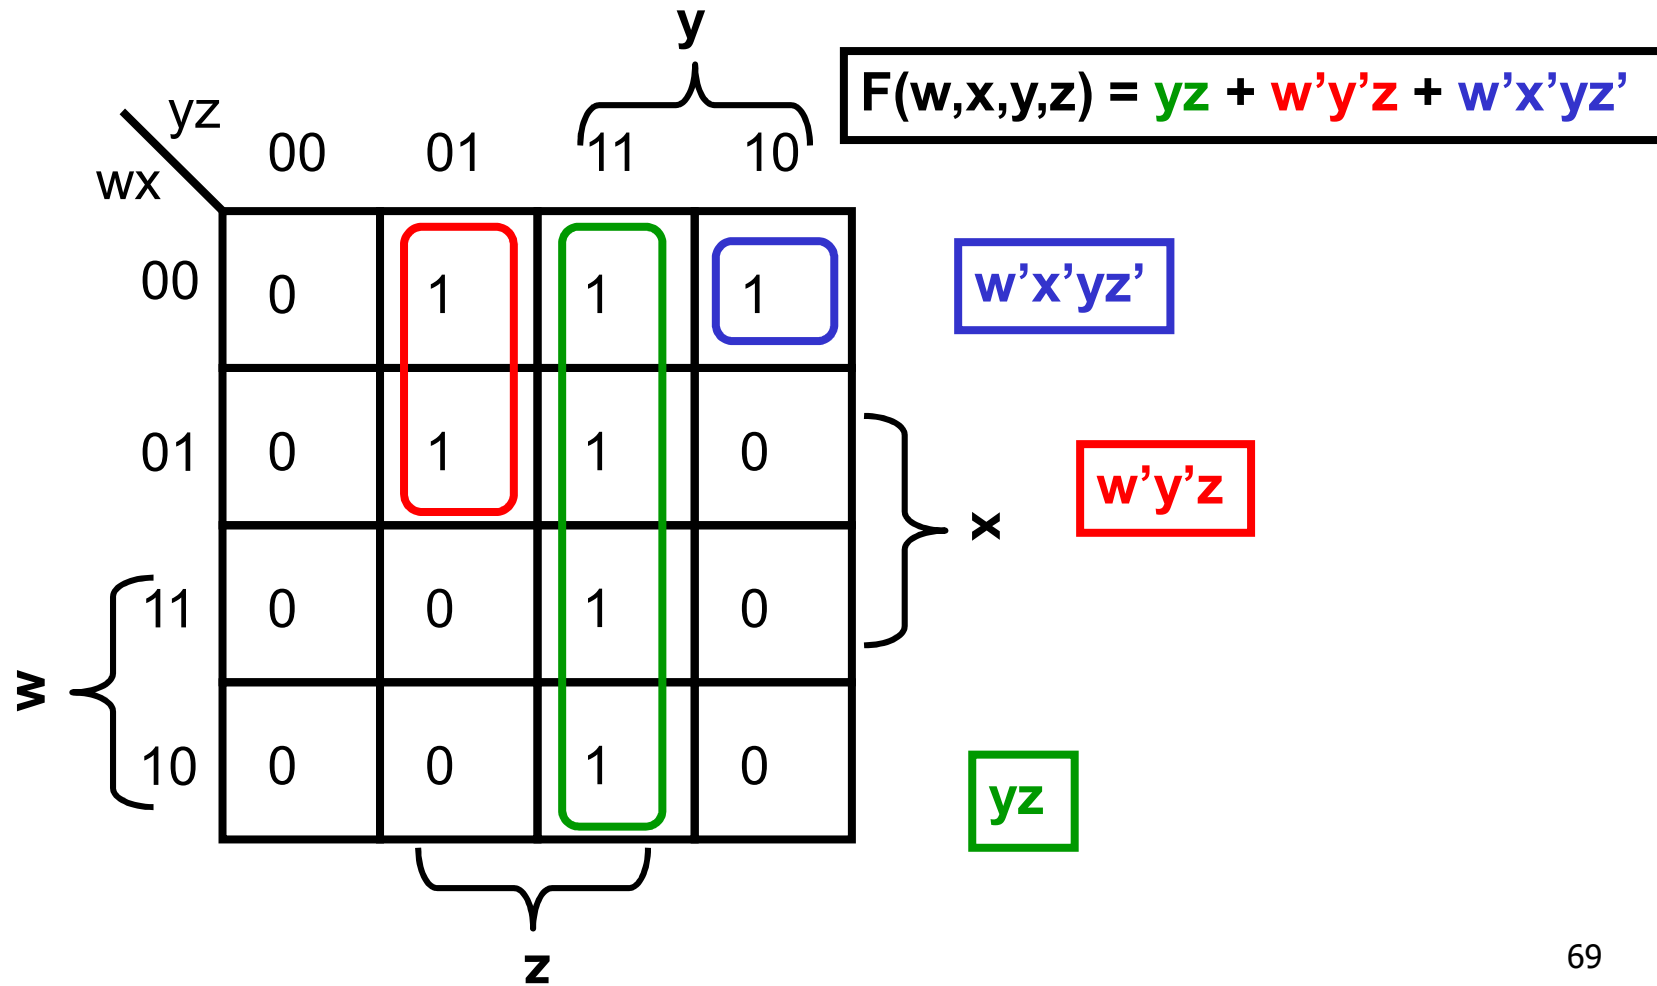 y
F(w,x,y,z) = yz + w’y’z + w’x’yz’
yz
wx
00 01 11 10
00 0 1 1 1
w’x’yz’
01 0 1 1 0
x
w’y’z
11 0 0 1 0
w
10 0 0 1 0
yz
z
69